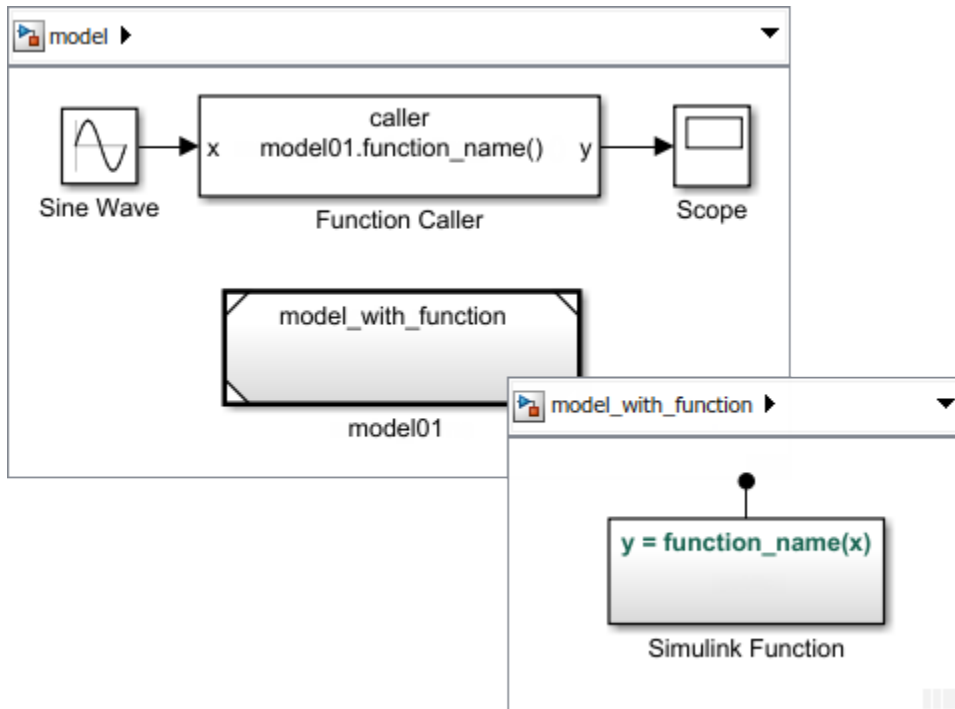 model
caller
x model01.function_name() y
Sine Wave
Function Caller
Scope
model_with_function
model01
model_with_function
y = function_name(x)
Simulink Function